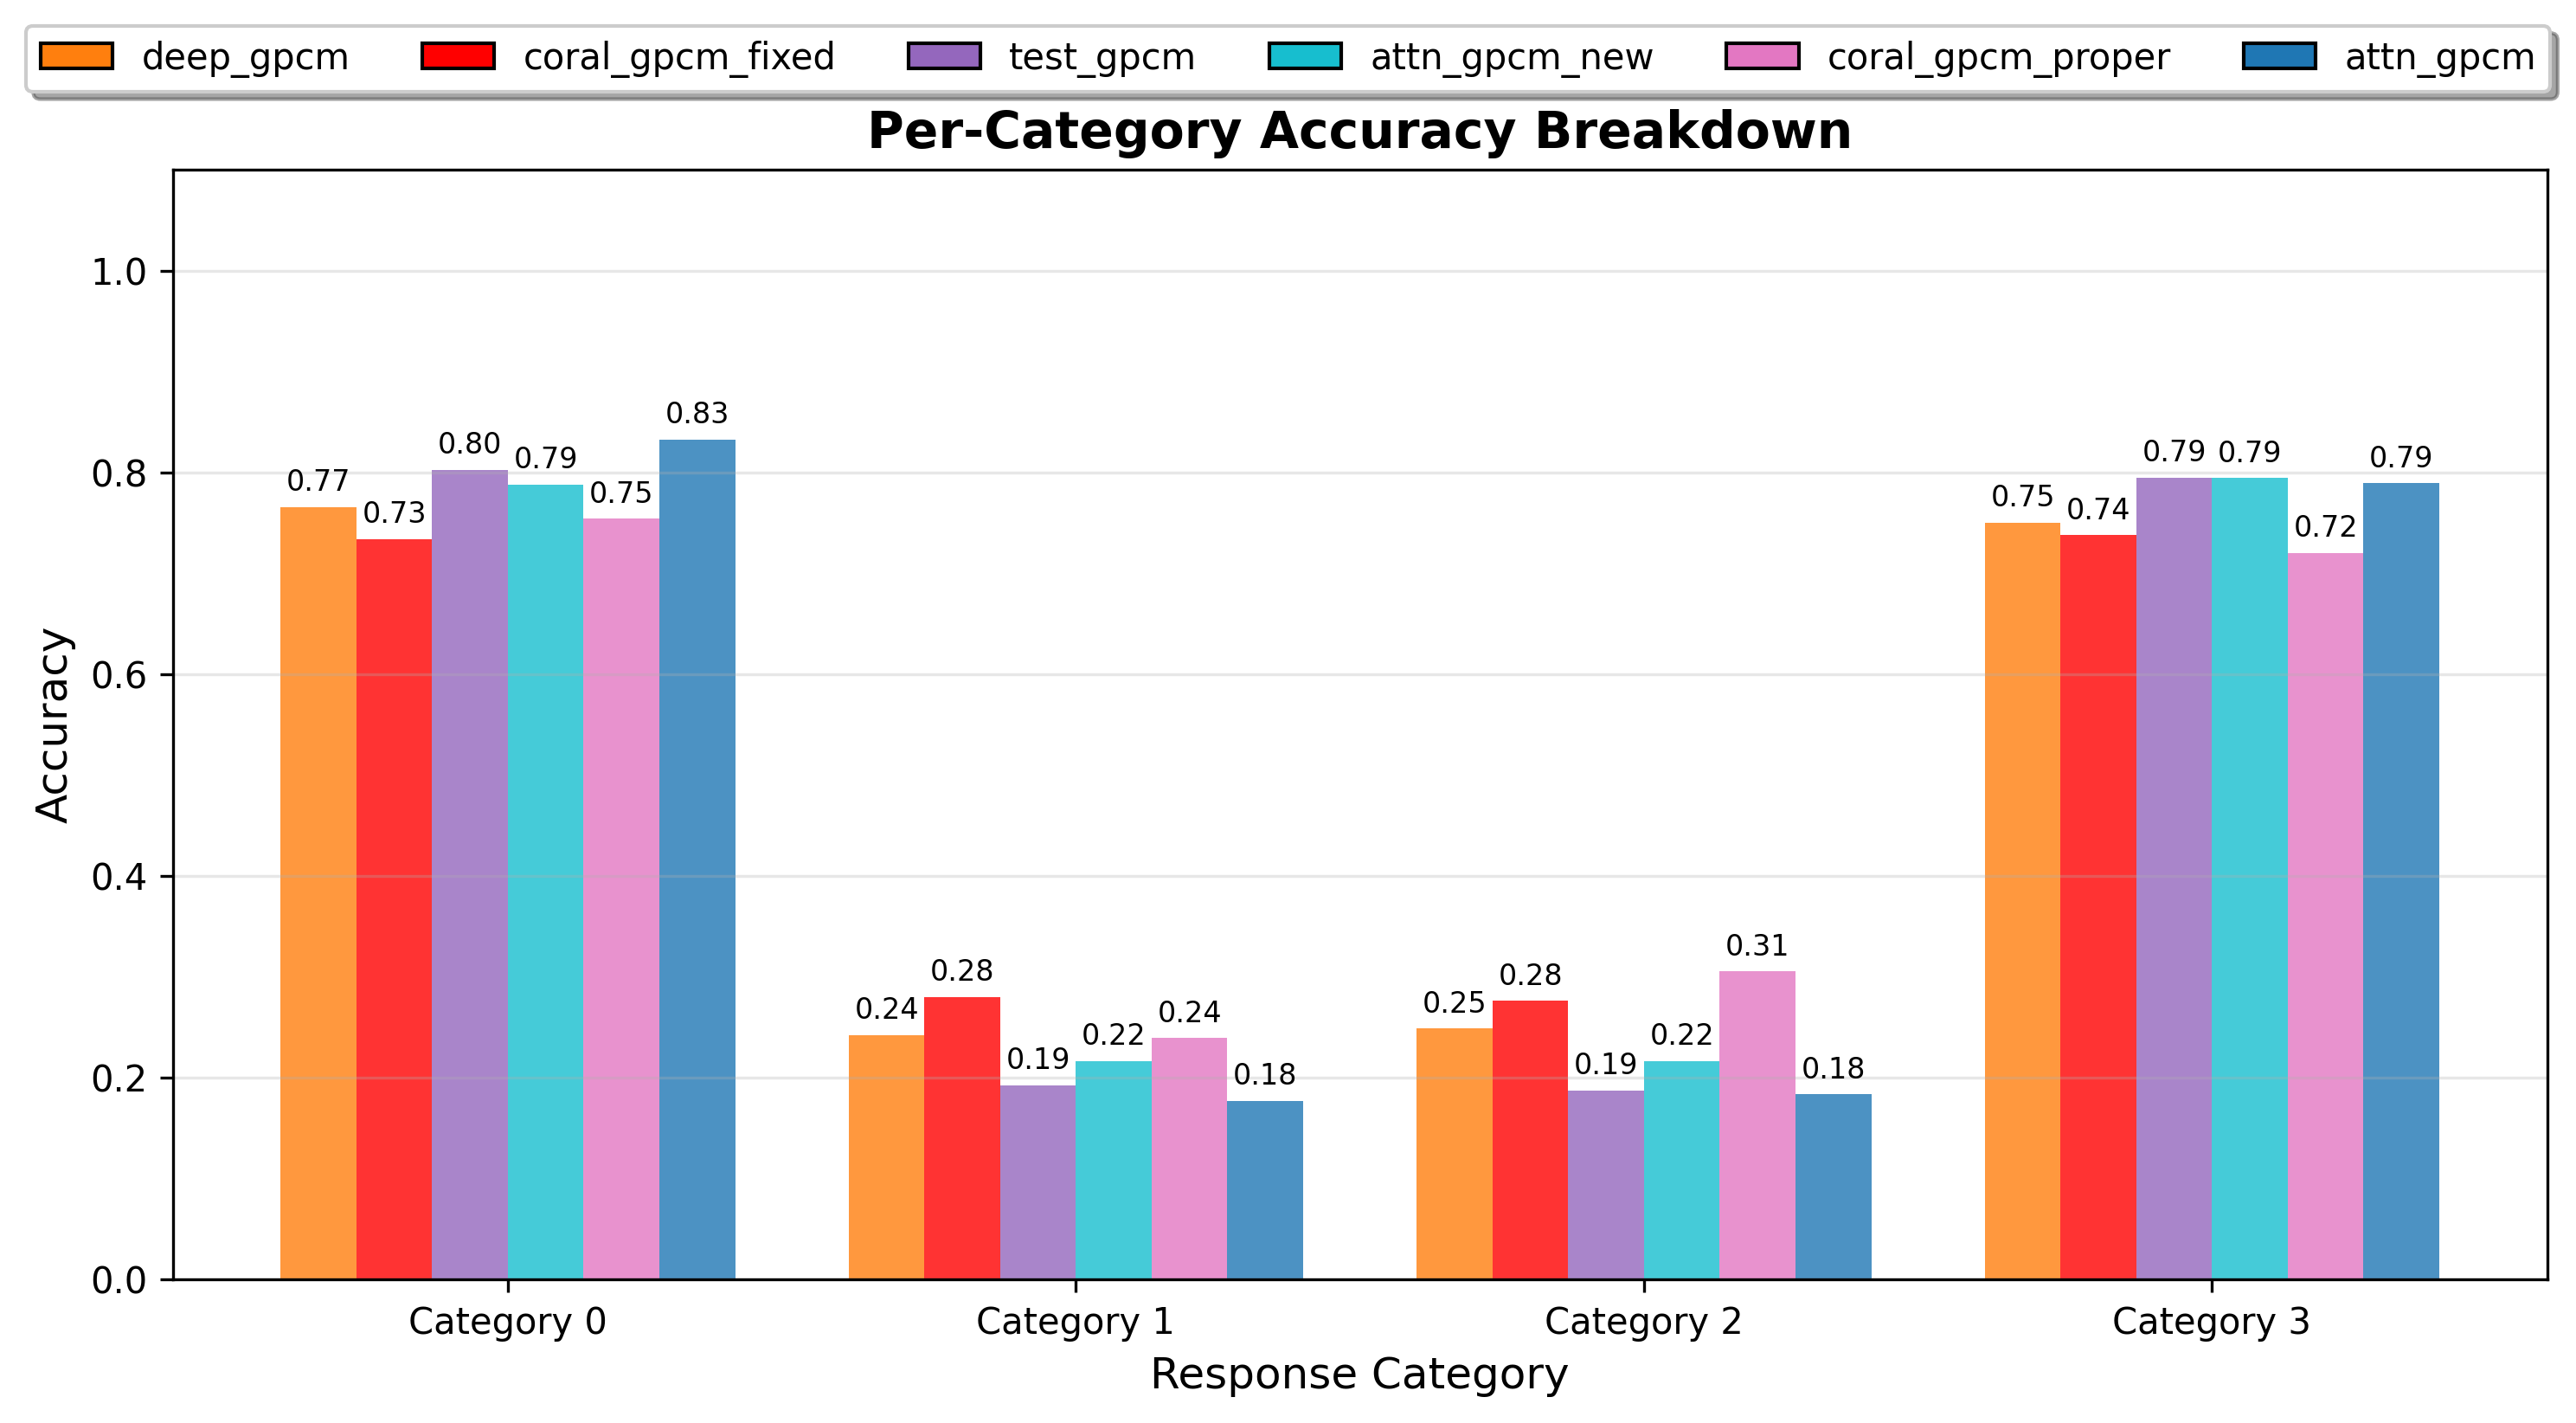 deep_gpcm coral_gpcm_fixed test_gpcm attn_gpcm_new coral_gpcm_proper attn_gpcm
Per-Category Accuracy Breakdown
Accuracy
1.0
0.8
0.6
0.4
0.2
0.0
0.77 0.73 0.80 0.79 0.75 0.83
0.24 0.28 0.19 0.22 0.24 0.18
0.25 0.28 0.19 0.22 0.31 0.18
0.75 0.74 0.79 0.79 0.72 0.79
Category 0 Category 1 Category 2 Category 3
Response Category